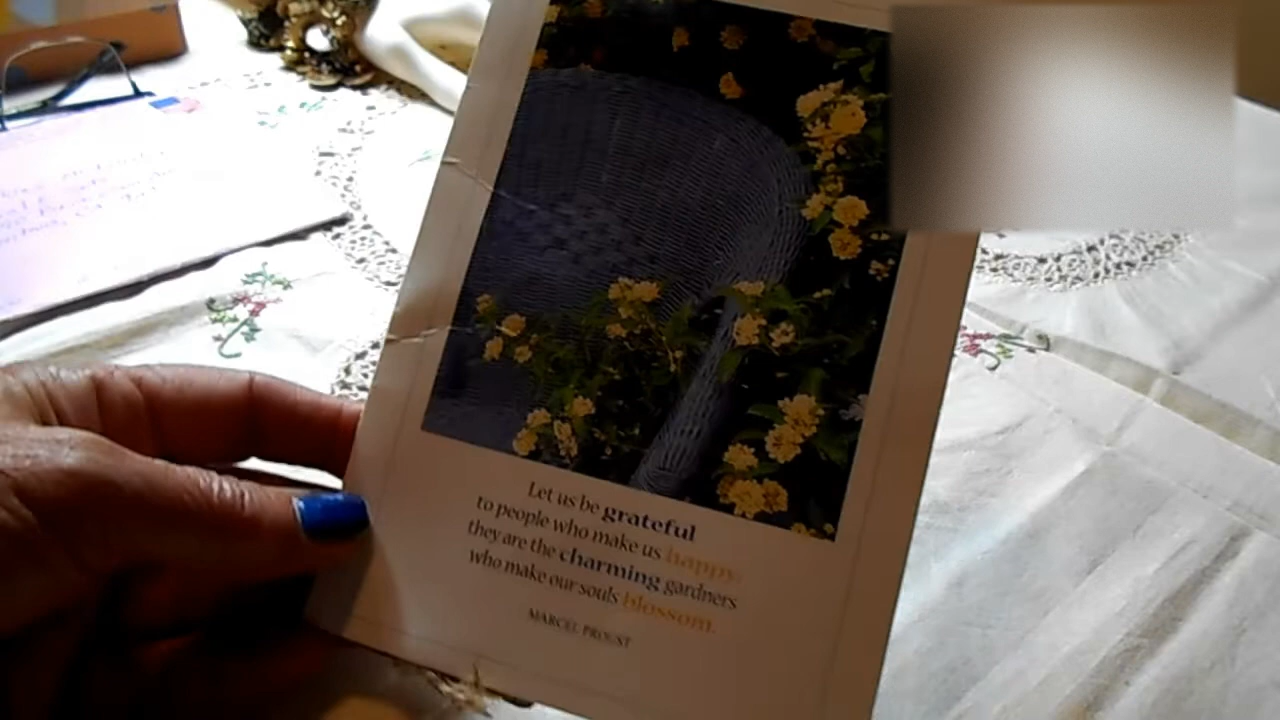 Let us be grateful
to people who make us happy;
they are the charming gardners
who make our souls blossom.
MARCEL PROUST